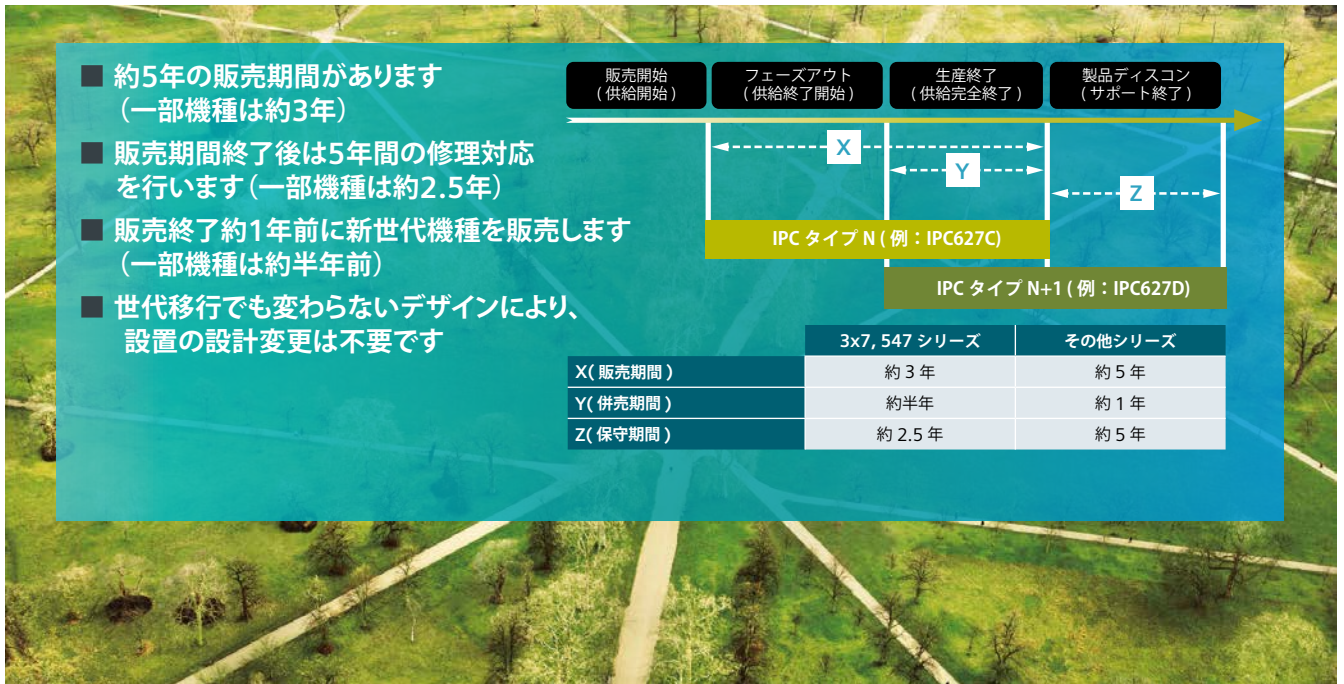 ■ 約5年の販売期間があります
（一部機種は約3年）
■ 販売期間終了後は5年間の修理対応
を行います（一部機種は約2.5年）
■ 販売終了約1年前に新世代機種を販売します
（一部機種は約半年前）
■ 世代移行でも変わらないデザインにより、
設置の設計変更は不要です
販売開始
( 供給開始 )
フェーズアウト
( 供給終了開始 )
生産終了
( 供給完全終了 )
製品ディスコン
( サポート終了 )
X
Y
Z
IPC タイプ N ( 例：IPC627C)
IPC タイプ N+1 ( 例：IPC627D)
3x7, 547 シリーズ その他シリーズ
X( 販売期間 ) 約 3 年 約 5 年
Y( 併売期間 ) 約半年 約 1 年
Z( 保守期間 ) 約 2.5 年 約 5 年